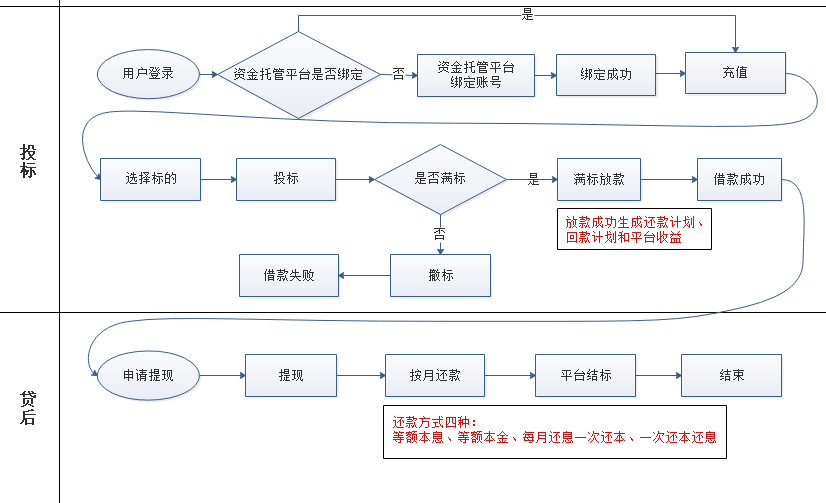 是
用户登录
资金托管平台是否绑定
否
资金托管平台
绑定账号
绑定成功
充值
投
标
选择标的
投标
是否满标
是
满标放款
借款成功
放款成功生成还款计划、
回款计划和平台收益
否
借款失败
撤标
贷
后
申请提现
提现
按月还款
平台结标
结束
还款方式四种：
等额本息、等额本金、每月还息一次还本、一次还本还息